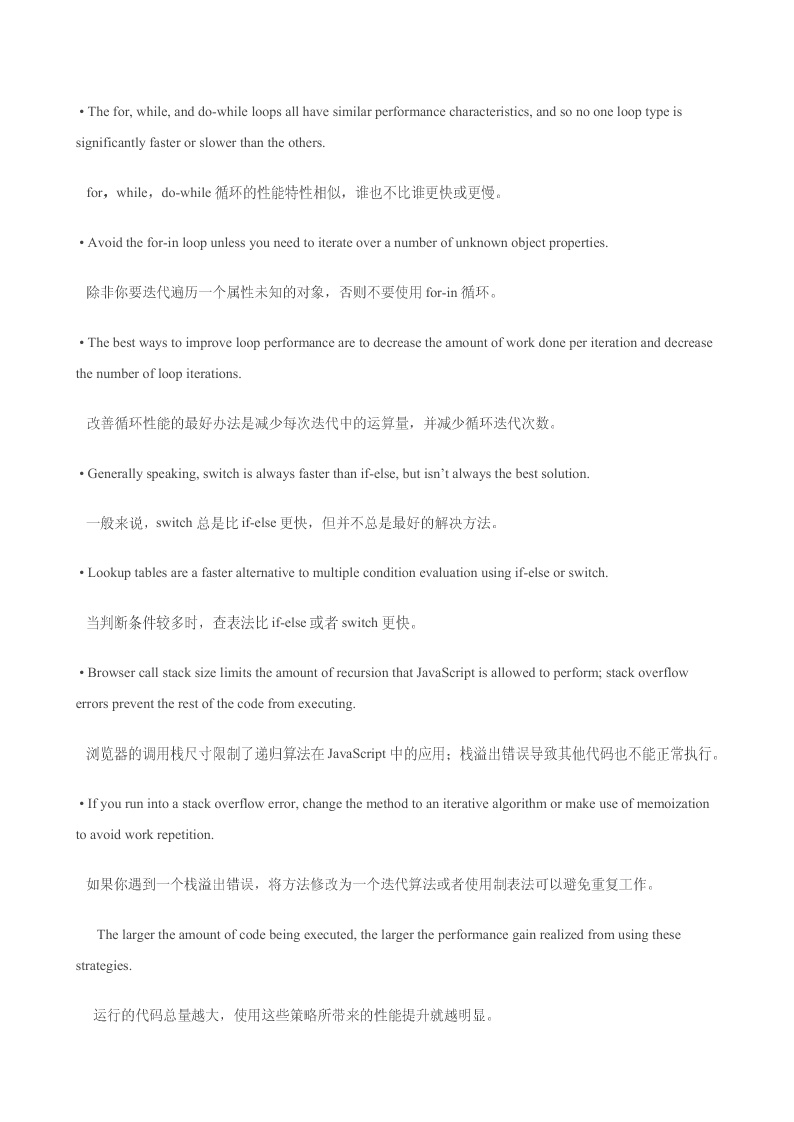 • The for, while, and do-while loops all have similar performance characteristics, and so no one loop type is
significantly faster or slower than the others.
for，while，do-while 循环的性能特性相似，谁也不比谁更快或更慢。
• Avoid the for-in loop unless you need to iterate over a number of unknown object properties.
除非你要迭代遍历一个属性未知的对象，否则不要使用 for-in 循环。
• The best ways to improve loop performance are to decrease the amount of work done per iteration and decrease
the number of loop iterations.
改善循环性能的最好办法是减少每次迭代中的运算量，并减少循环迭代次数。
• Generally speaking, switch is always faster than if-else, but isn’t always the best solution.
一般来说，switch 总是比 if-else 更快，但并不总是最好的解决方法。
• Lookup tables are a faster alternative to multiple condition evaluation using if-else or switch.
当判断条件较多时，查表法比 if-else 或者 switch 更快。
• Browser call stack size limits the amount of recursion that JavaScript is allowed to perform; stack overflow
errors prevent the rest of the code from executing.
浏览器的调用栈尺寸限制了递归算法在 JavaScript 中的应用；栈溢出错误导致其他代码也不能正常执行。
• If you run into a stack overflow error, change the method to an iterative algorithm or make use of memoization
to avoid work repetition.
如果你遇到一个栈溢出错误，将方法修改为一个迭代算法或者使用制表法可以避免重复工作。
The larger the amount of code being executed, the larger the performance gain realized from using these
strategies.
运行的代码总量越大，使用这些策略所带来的性能提升就越明显。